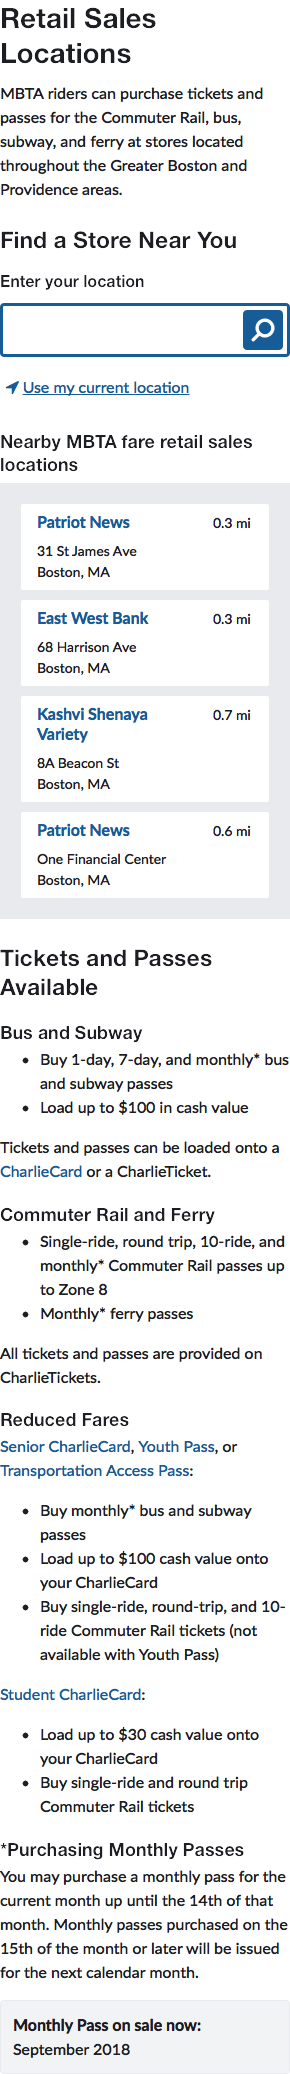 Retail Sales
Locations
MBTA riders can purchase tickets and
passes for the Commuter Rail, bus,
subway, and ferry at stores located
throughout the Greater Boston and
Providence areas.
Find a Store Near You
Enter your location
Use my current location
Nearby MBTA fare retail sales
locations
Patriot News 0.3 mi
31 St James Ave
Boston, MA
East West Bank 0.3 mi
68 Harrison Ave
Boston, MA
Kashvi Shenaya 0.7 mi
Variety
8A Beacon St
Boston, MA
Patriot News 0.6 mi
One Financial Center
Boston, MA
Tickets and Passes
Available
Bus and Subway
• Buy 1-day, 7-day, and monthly* bus
and subway passes
• Load up to $100 in cash value
Tickets and passes can be loaded onto a
CharlieCard or a CharlieTicket.
Commuter Rail and Ferry
• Single-ride, round trip, 10-ride, and
monthly* Commuter Rail passes up
to Zone 8
• Monthly* ferry passes
All tickets and passes are provided on
CharlieTickets.
Reduced Fares
Senior CharlieCard, Youth Pass, or
Transportation Access Pass:
• Buy monthly* bus and subway
passes
• Load up to $100 cash value onto
your CharlieCard
• Buy single-ride, round-trip, and 10-
ride Commuter Rail tickets (not
available with Youth Pass)
Student CharlieCard:
• Load up to $30 cash value onto
your CharlieCard
• Buy single-ride and round trip
Commuter Rail tickets
*Purchasing Monthly Passes
You may purchase a monthly pass for the
current month up until the 14th of that
month. Monthly passes purchased on the
15th of the month or later will be issued
for the next calendar month.
Monthly Pass on sale now:
September 2018